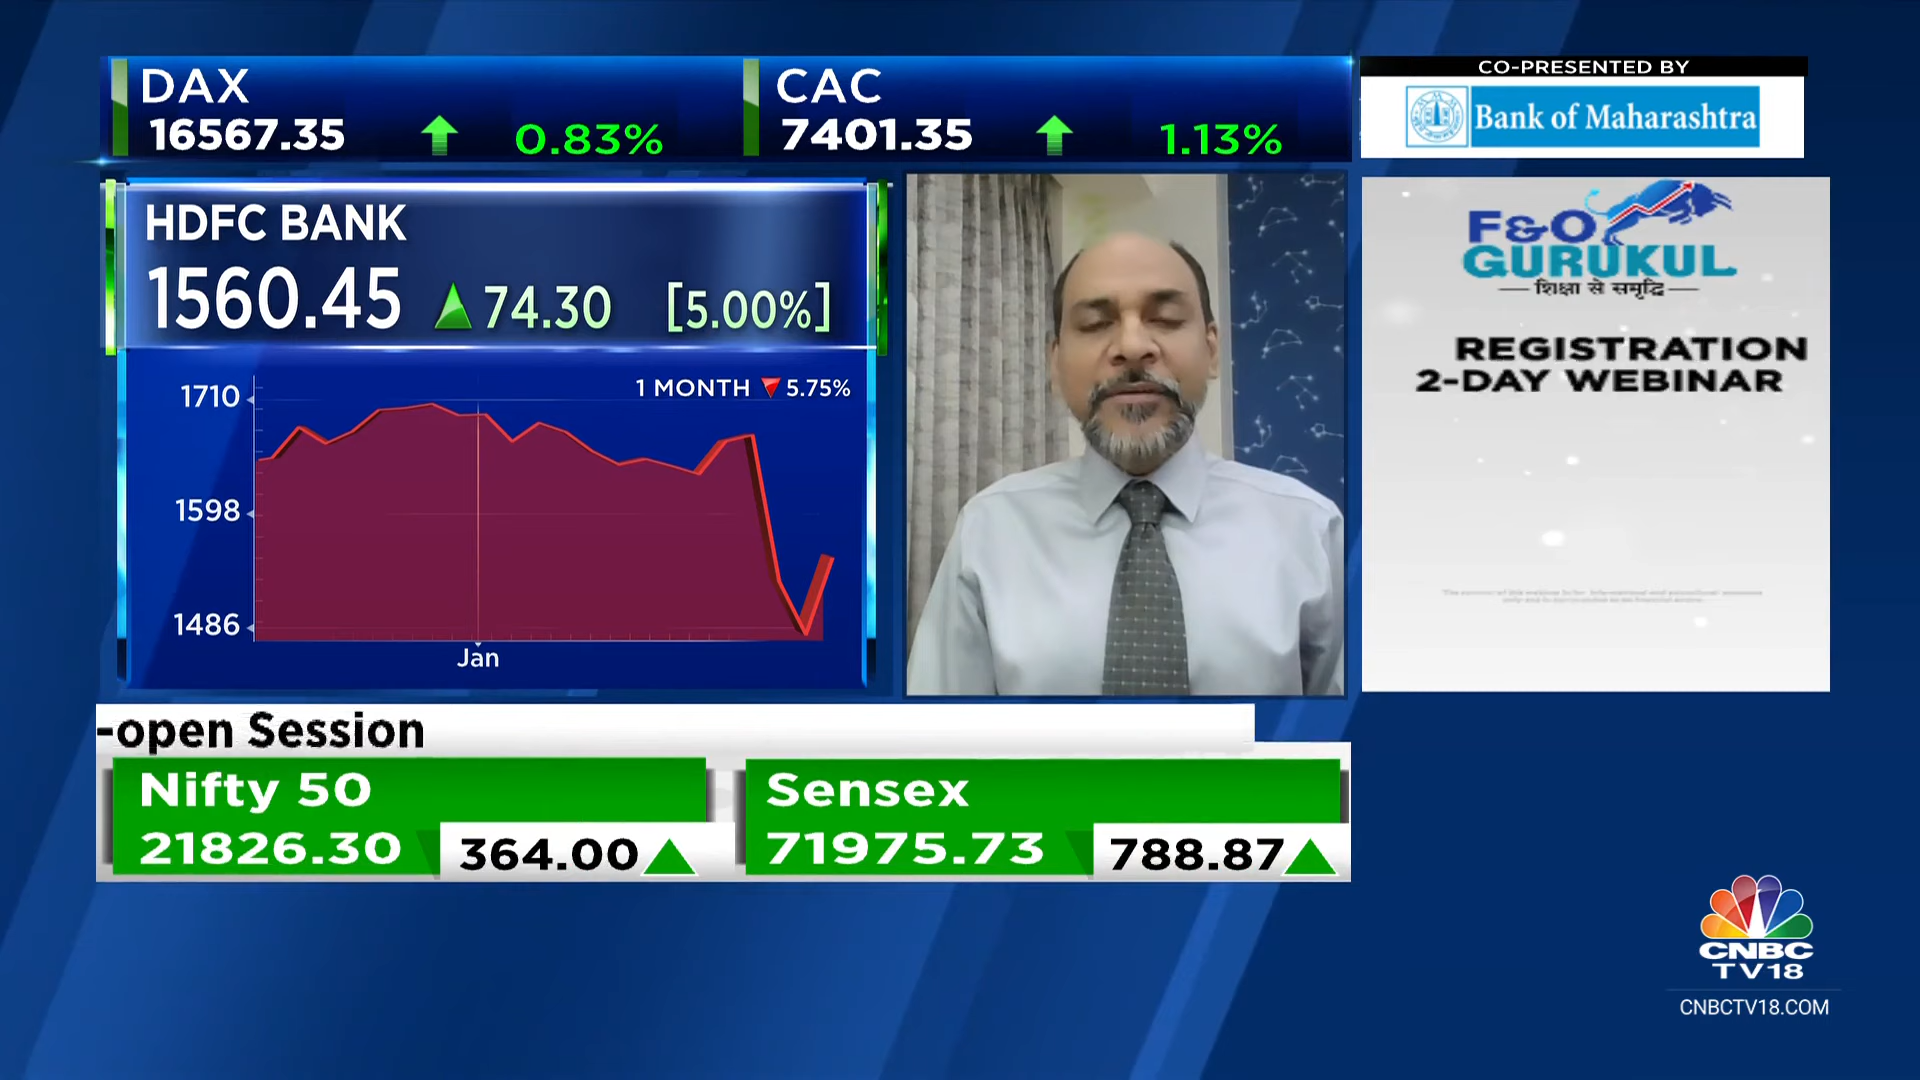 DAX
16567.35 0.83%
CAC
7401.35 1.13%
CO-PRESENTED BY
Bank of Maharashtra
HDFC BANK
1560.45 74.30 [5.00%]
1 MONTH 5.75%
1710
1598
1486
Jan
F&O
GURUKUL
शिक्षा से समृद्धि
REGISTRATION
2-DAY WEBINAR
-open Session
Nifty 50
21826.30 364.00
Sensex
71975.73 788.87
CNBC
TV18
CNBCTV18.COM